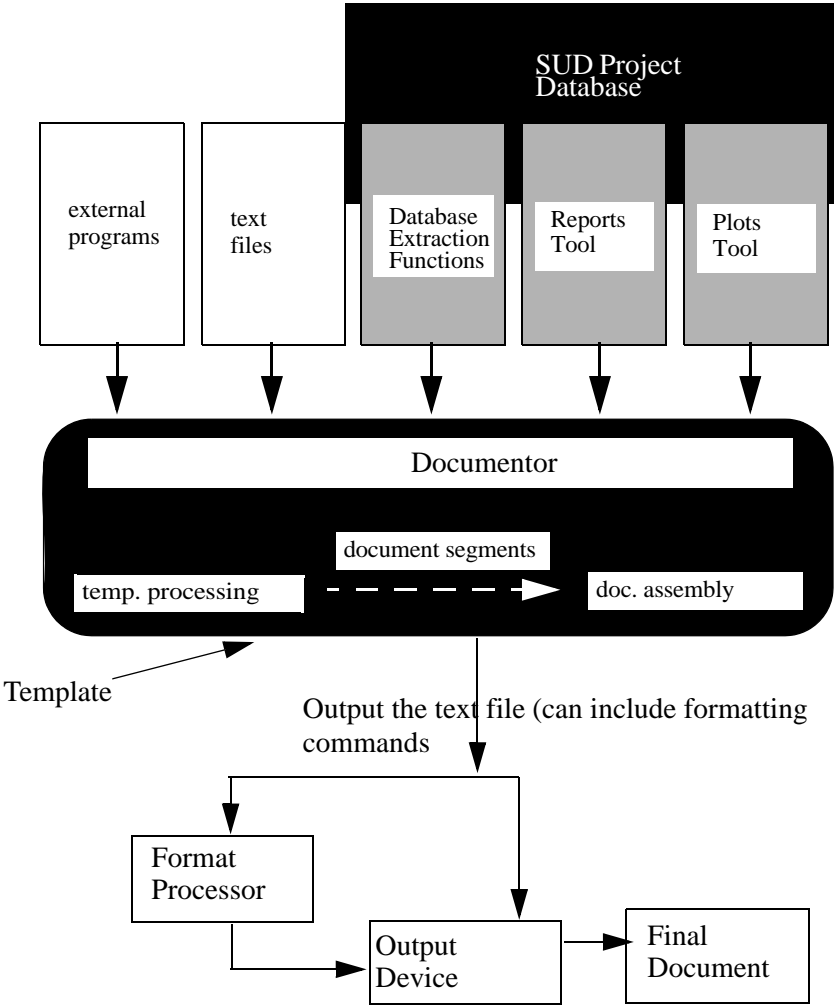 SUD Project
Database
external
programs
text
files
Database
Extraction
Functions
Reports
Tool
Plots
Tool
Documentor
document segments
temp. processing
doc. assembly
Template
Output the text file (can include formatting
commands
Format
Processor
Output
Device
Final
Document